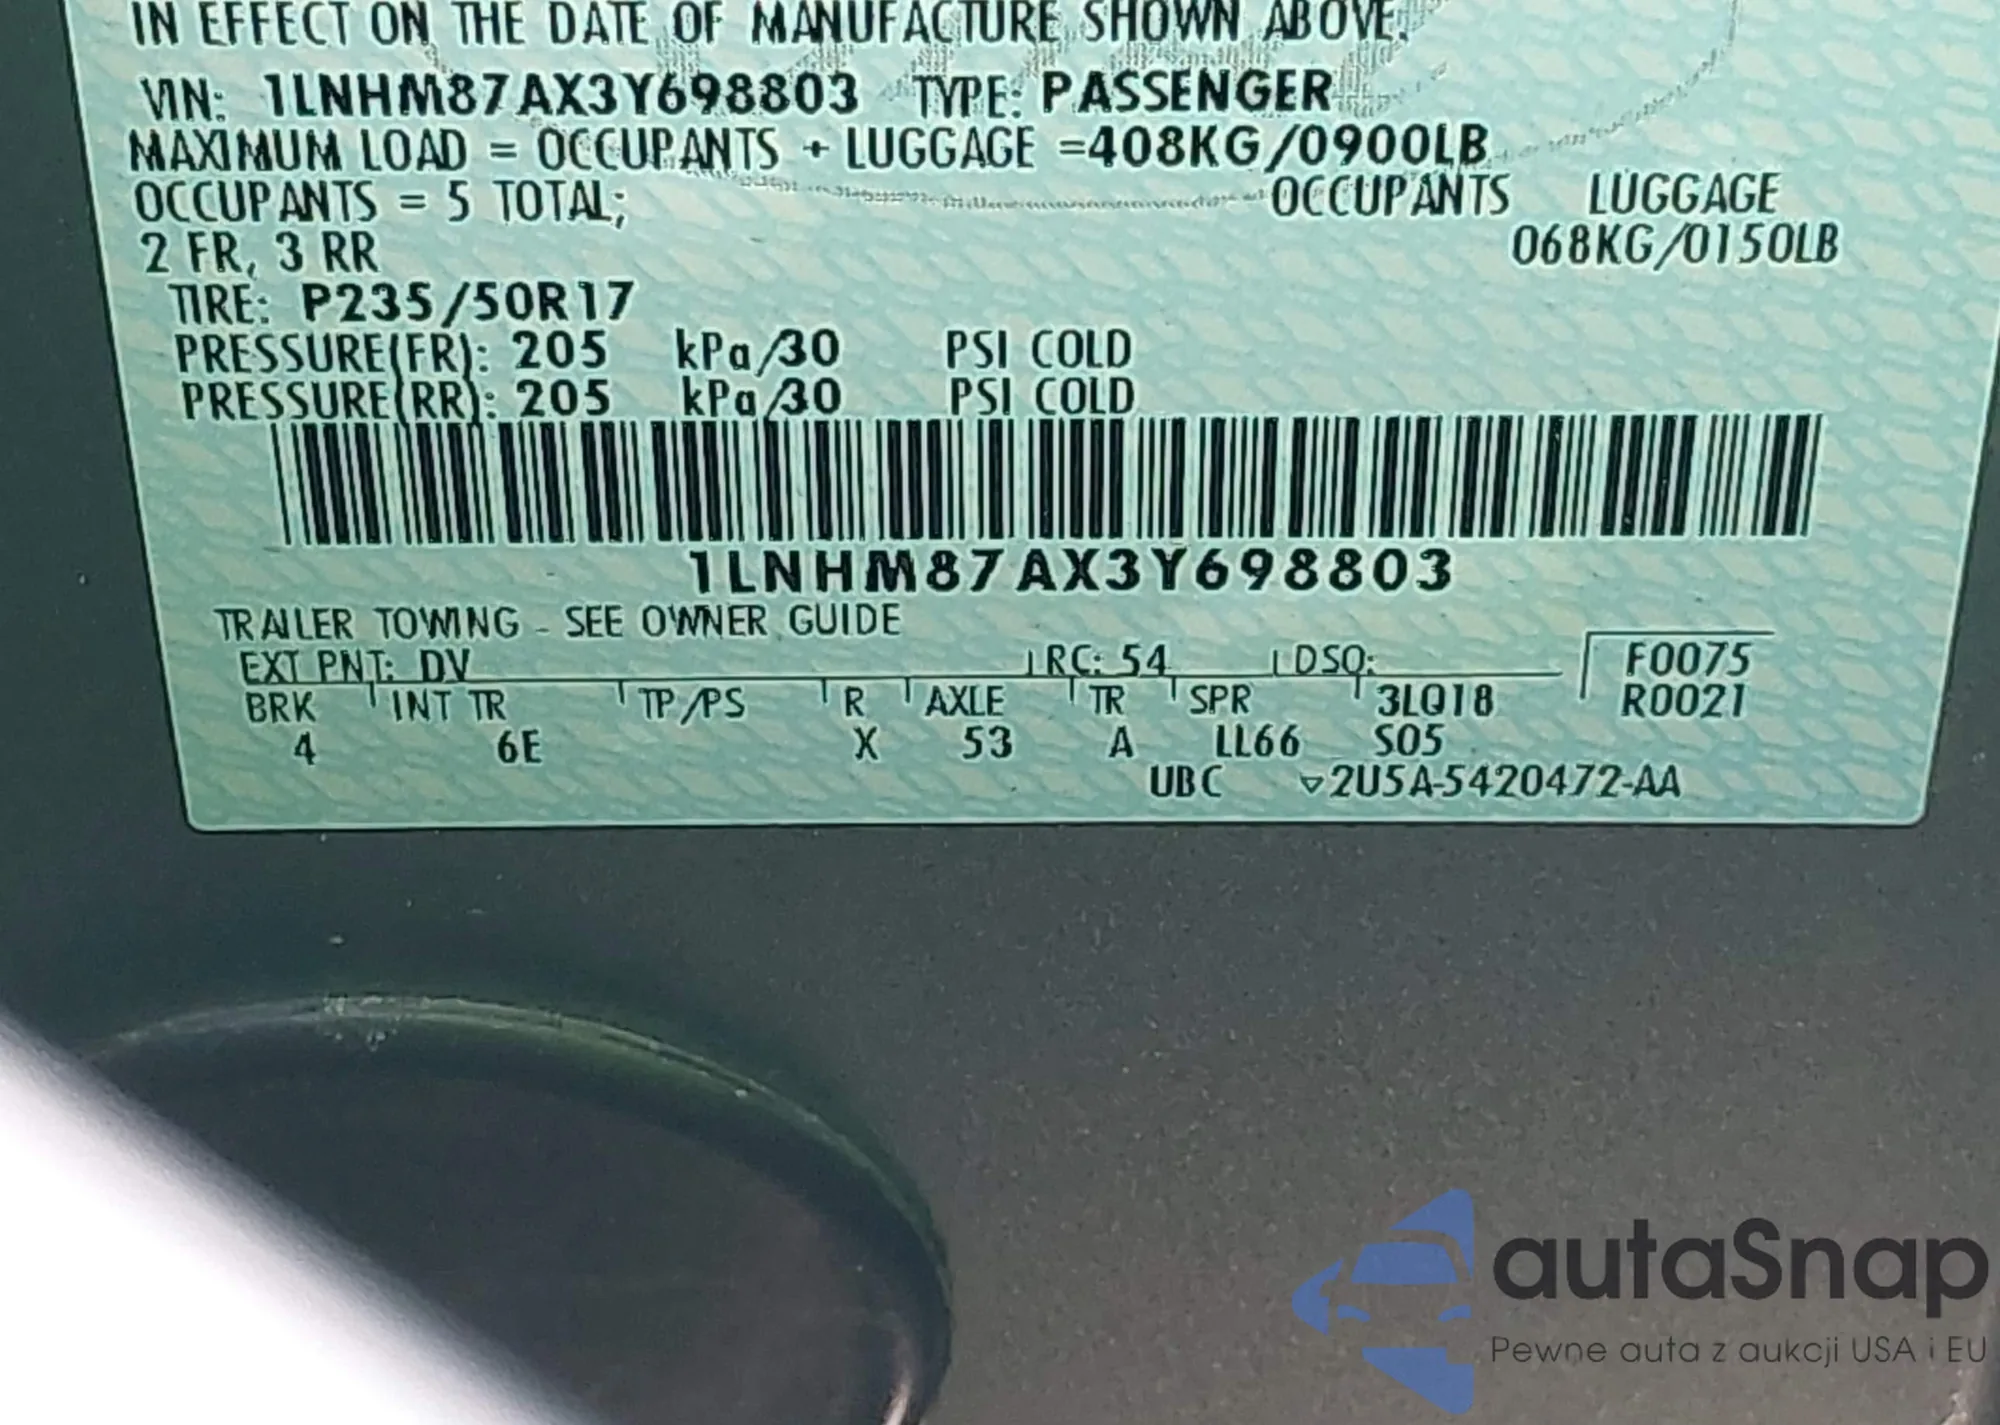 IN EFFECT ON THE DATE OF MANUFACTURE SHOWN ABOVE.
VIN: 1LNHM87AX3Y698803 TYPE: PASSENGER
MAXIMUM LOAD = OCCUPANTS + LUGGAGE =408KG/0900LB
OCCUPANTS = 5 TOTAL; OCCUPANTS LUGGAGE
2 FR, 3 RR 068KG/0150LB
TIRE: P235/50R17
PRESSURE(FR): 205 kPa/30 PSI COLD
PRESSURE(RR): 205 kPa/30 PSI COLD
1LNHM87AX3Y698803
TRAILER TOWING - SEE OWNER GUIDE
EXT PNT: DV RC: 54 DSO: F0075
BRK INT TR TP/PS R AXLE TR SPR 3LQ18 R0021
4 6E X 53 A LL66 S05
UBC ▽2U5A-5420472-AA
autaSnap
Pewne auta z aukcji USA i EU